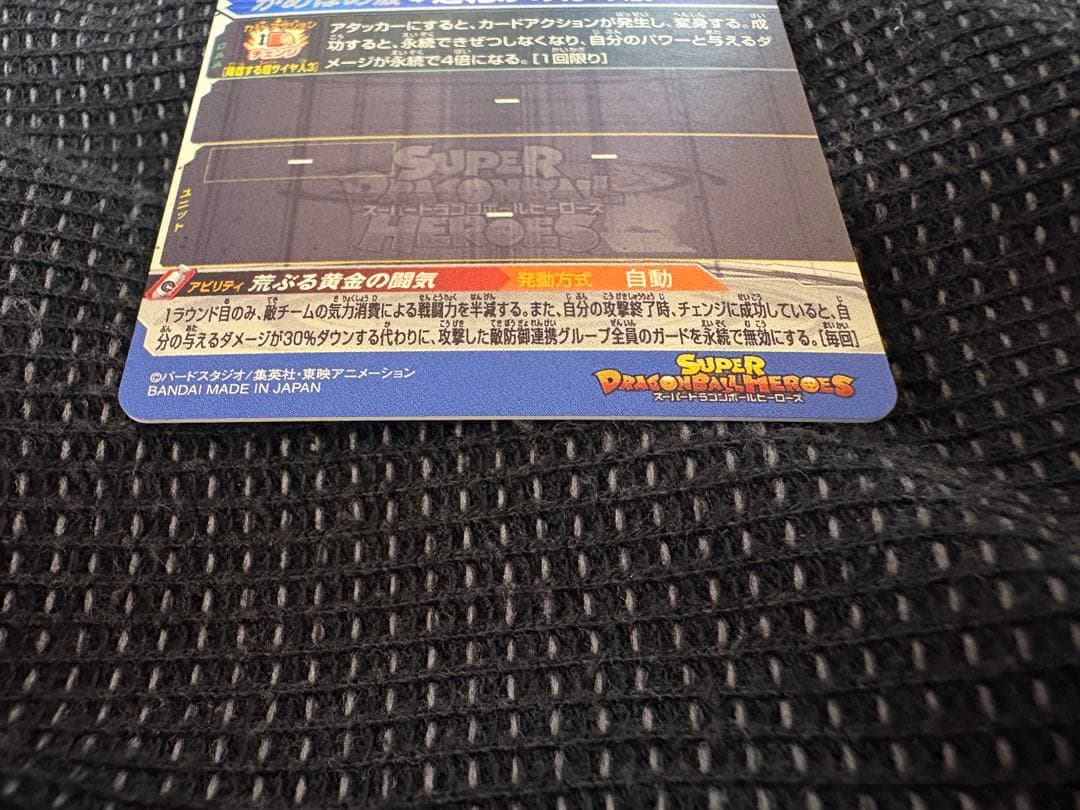 かめはめ波
アタッカーにすると、カードアクションが発生し、変身する。成
功すると、永続できぜつしなくなり、自分のパワーと与えるダ
メージが永続で4倍になる。[1回限り]
チェンジ
SUPER
DRAGONBALL
スーパードラゴンボールヒーローズ
HEROES
ユニット
アビリティ 荒ぶる黄金の闘気 発動方式 自動
1ラウンド目のみ、敵チームの気力消費による戦闘力を半減する。また、自分の攻撃終了時、チェンジに成功していると、自
分の与えるダメージが30%ダウンする代わりに、攻撃した敵防御連携グループ全員のガードを永続で無効にする。[毎回]
©バードスタジオ/集英社・東映アニメーション
BANDAI MADE IN JAPAN
SUPER
DRAGONBALL HEROES
スーパードラゴンボールヒーローズ